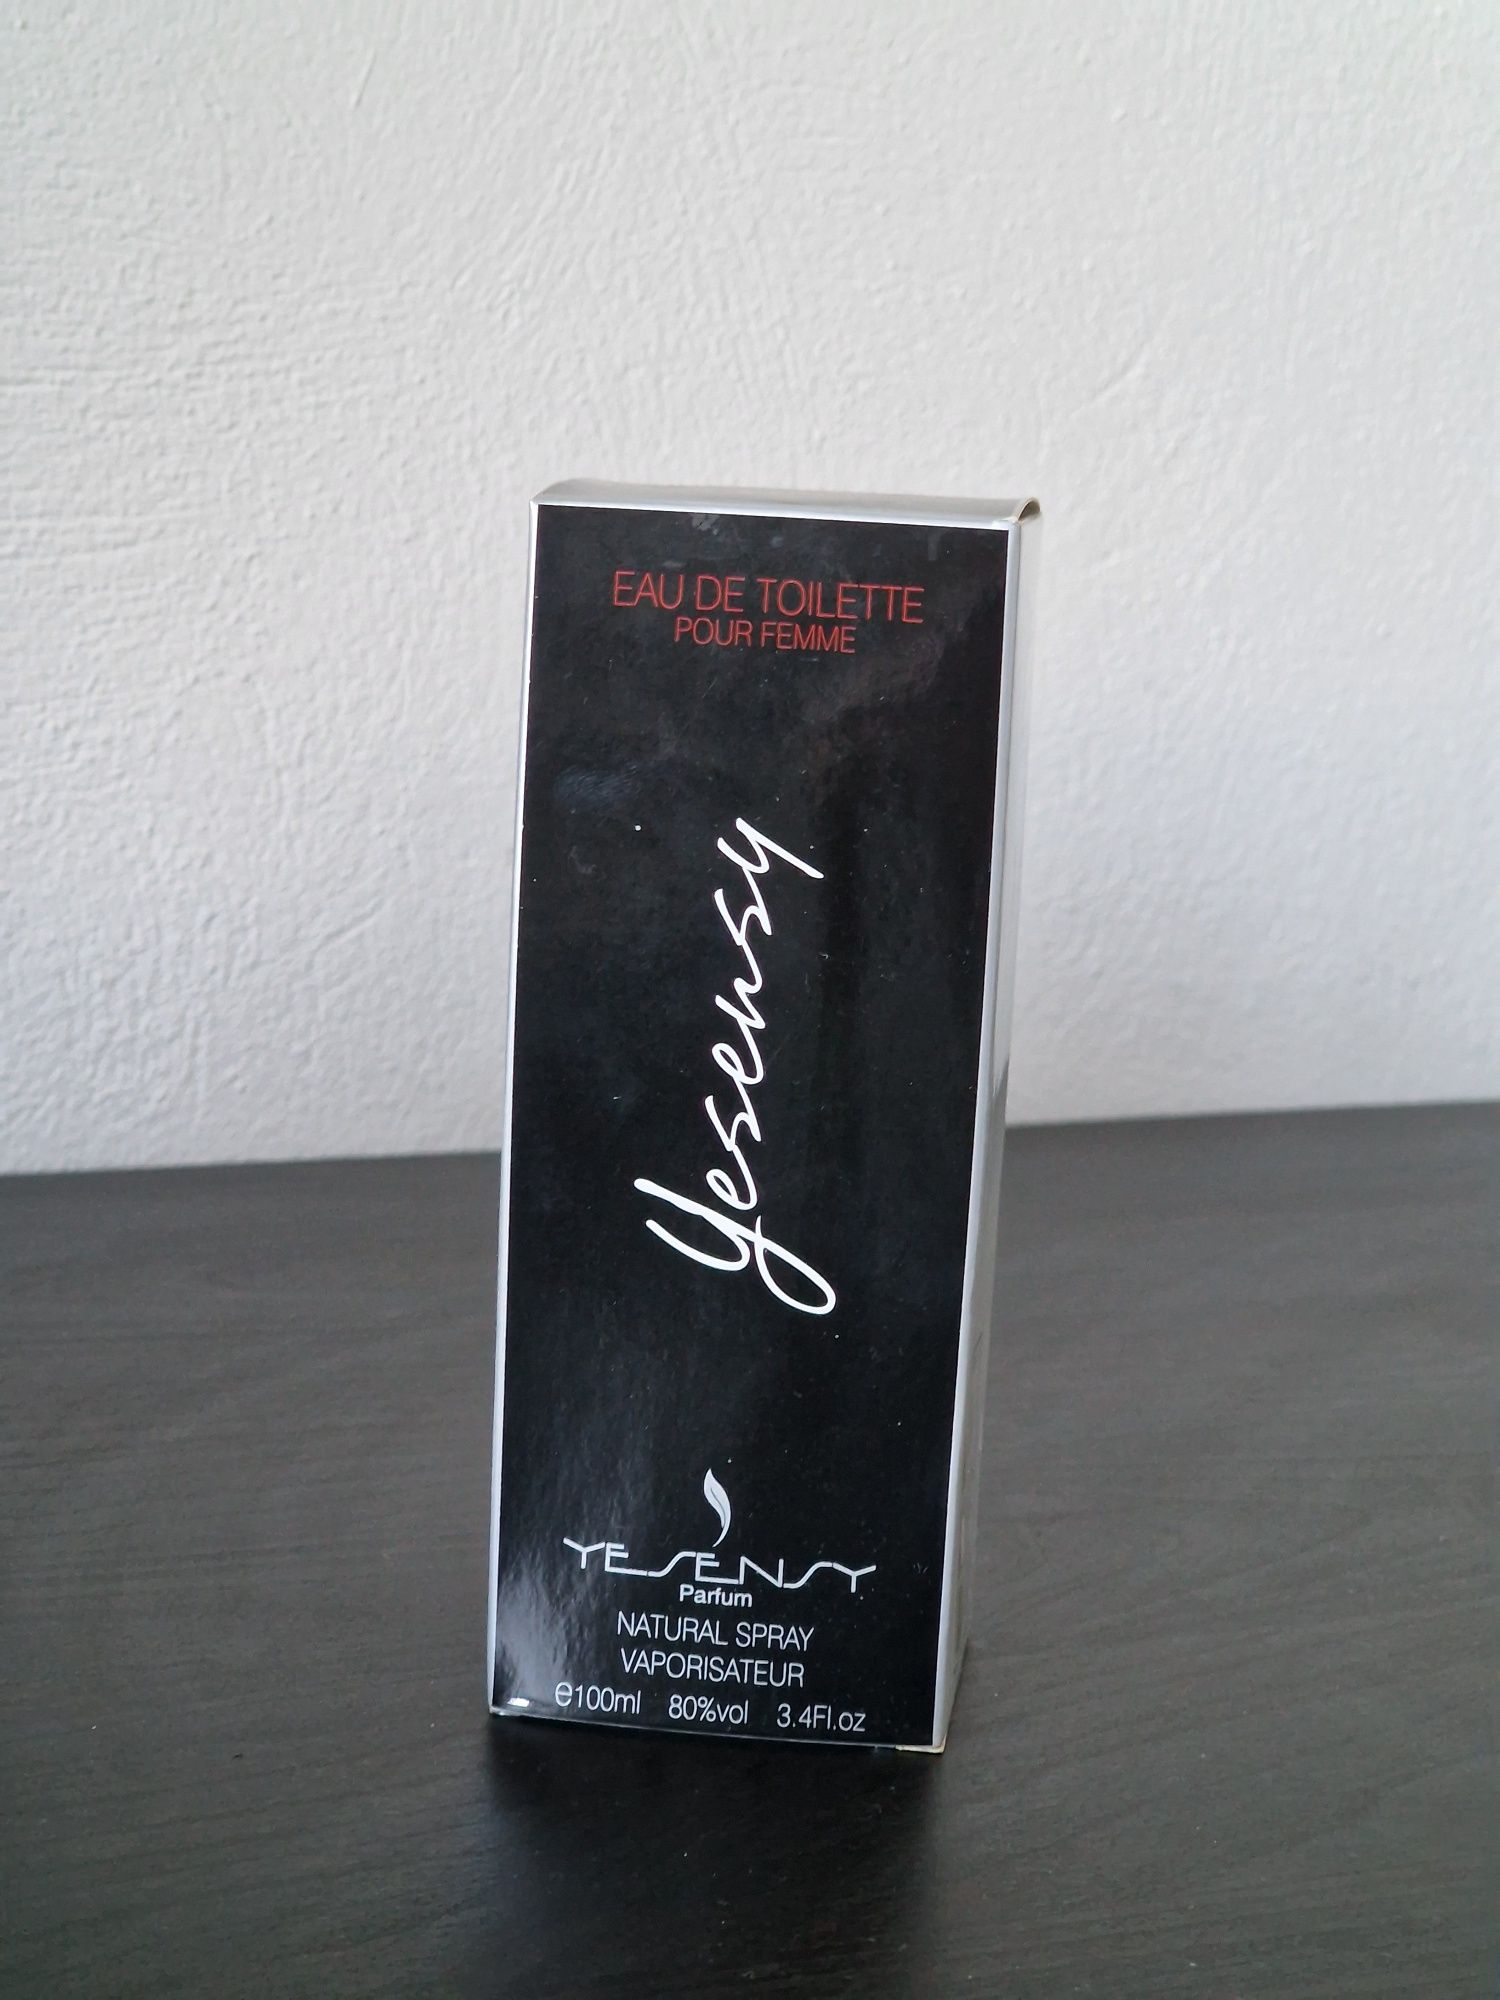 EAU DE TOILETTE
POUR FEMME
Yesensy
YESENSY
Parfum
NATURAL SPRAY
VAPORISATEUR
℮100ml 80%vol 3.4Fl.oz